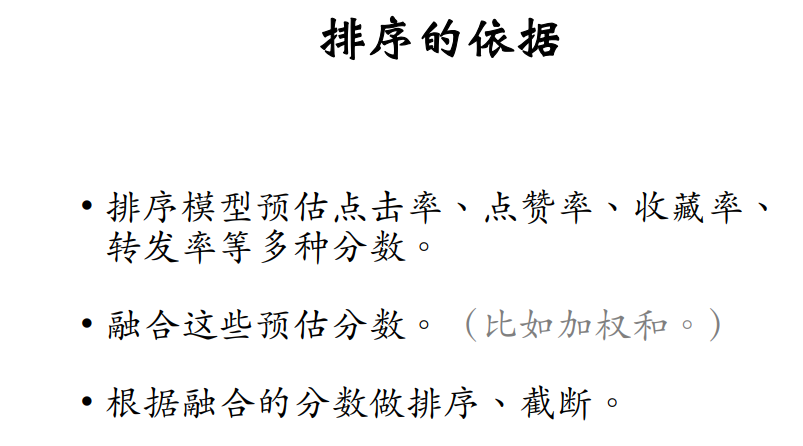 排序的依据
• 排序模型预估点击率、点赞率、收藏率、
转发率等多种分数。
• 融合这些预估分数。（比如加权和。）
• 根据融合的分数做排序、截断。